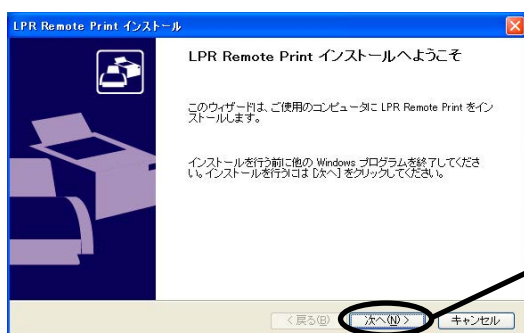 LPR Remote Print インストール
LPR Remote Print インストールへようこそ
このウィザードは、ご使用のコンピュータに LPR Remote Print をイン
ストールします。
インストールを行う前に他の Windows プログラムを終了してくださ
い。インストールを行うには [次へ] をクリックしてください。
< 戻る(B)
次へ(N) >
キャンセル